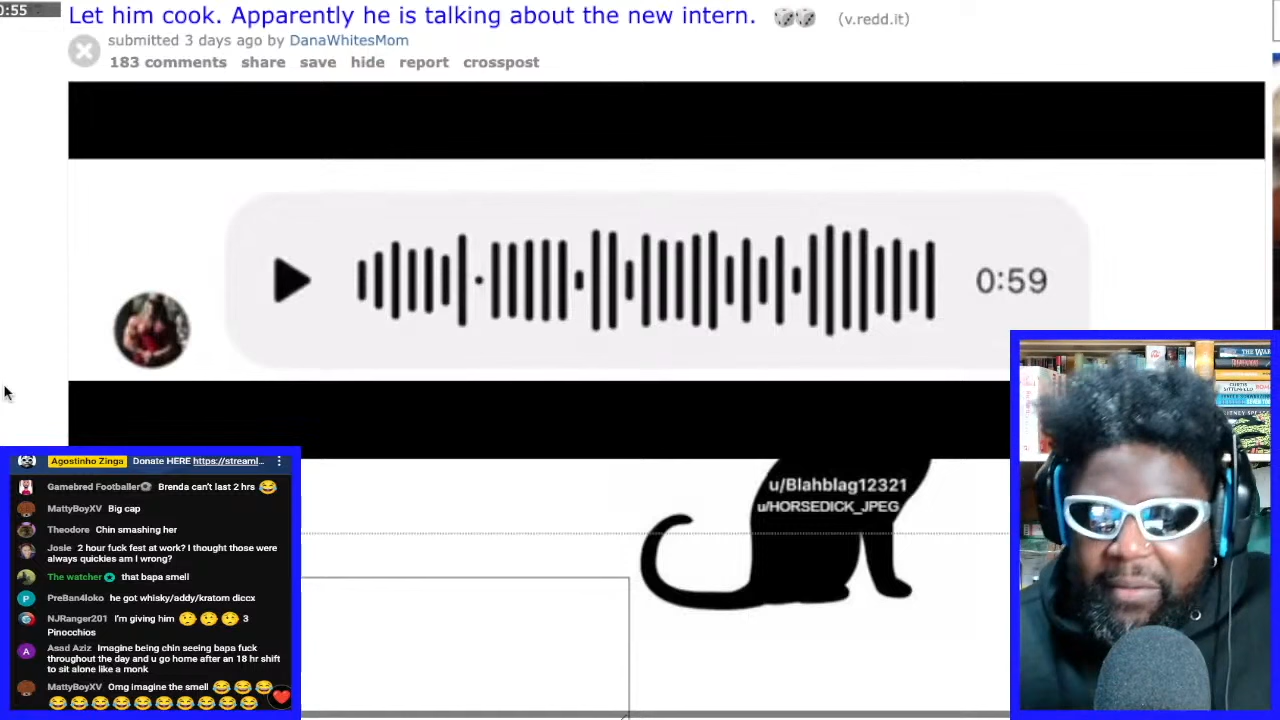 0:55
Let him cook. Apparently he is talking about the new intern. (v.redd.it)
submitted 3 days ago by DanaWhitesMom
183 comments share save hide report crosspost
0:59
u/Blahblag12321
u/HORSEDICK_JPEG
Agostinho Zinga Donate HERE https://streaml...
Gamebred Footballer Brenda can't last 2 hrs 😂
MattyBoyXV Big cap
Theodore Chin smashing her
Josie 2 hour fuck fest at work? I thought those were
always quickies am I wrong?
The watcher that bapa smell
P PreBan4loko he got whisky/addy/kratom diccx
NJRanger201 I'm giving him 🤥 🤥 🤥 3
Pinocchios
A Asad Aziz Imagine being chin seeing bapa fuck
throughout the day and u go home after an 18 hr shift
to sit alone like a monk
MattyBoyXV Omg imagine the smell 😂 😂 😂
😂 😂 😂 😂 😂 😂 😂 😂 😂 😂
THE WAR
CURTIS
SITTENFELD
ROM